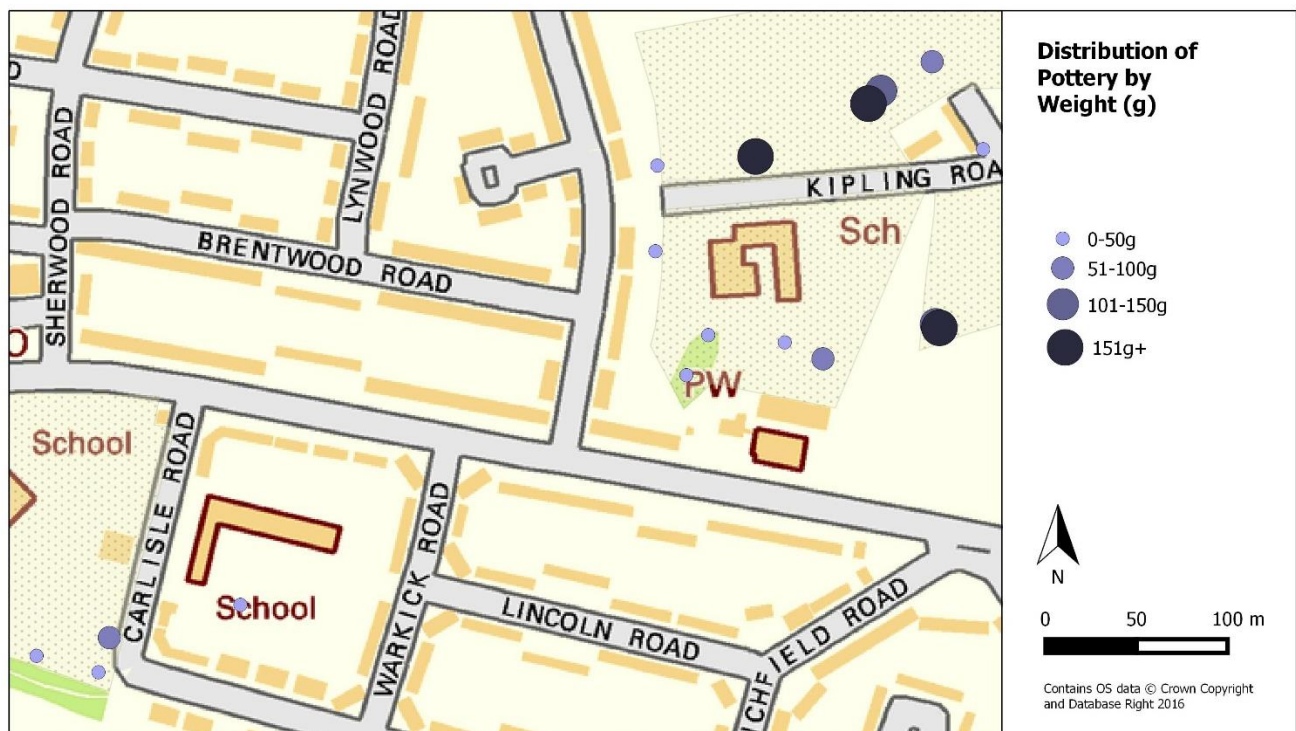 D
LYNWOOD ROAD
SHERWOOD ROAD
BRENTWOOD ROAD
KIPLING ROA
Sch
O
PW
School
CARLISLE ROAD
School
WARKICK ROAD
LINCOLN ROAD
ICHFIELD ROAD
Distribution of
Pottery by
Weight (g)
0-50g
51-100g
101-150g
151g+
N
0 50 100 m
Contains OS data © Crown Copyright
and Database Right 2016